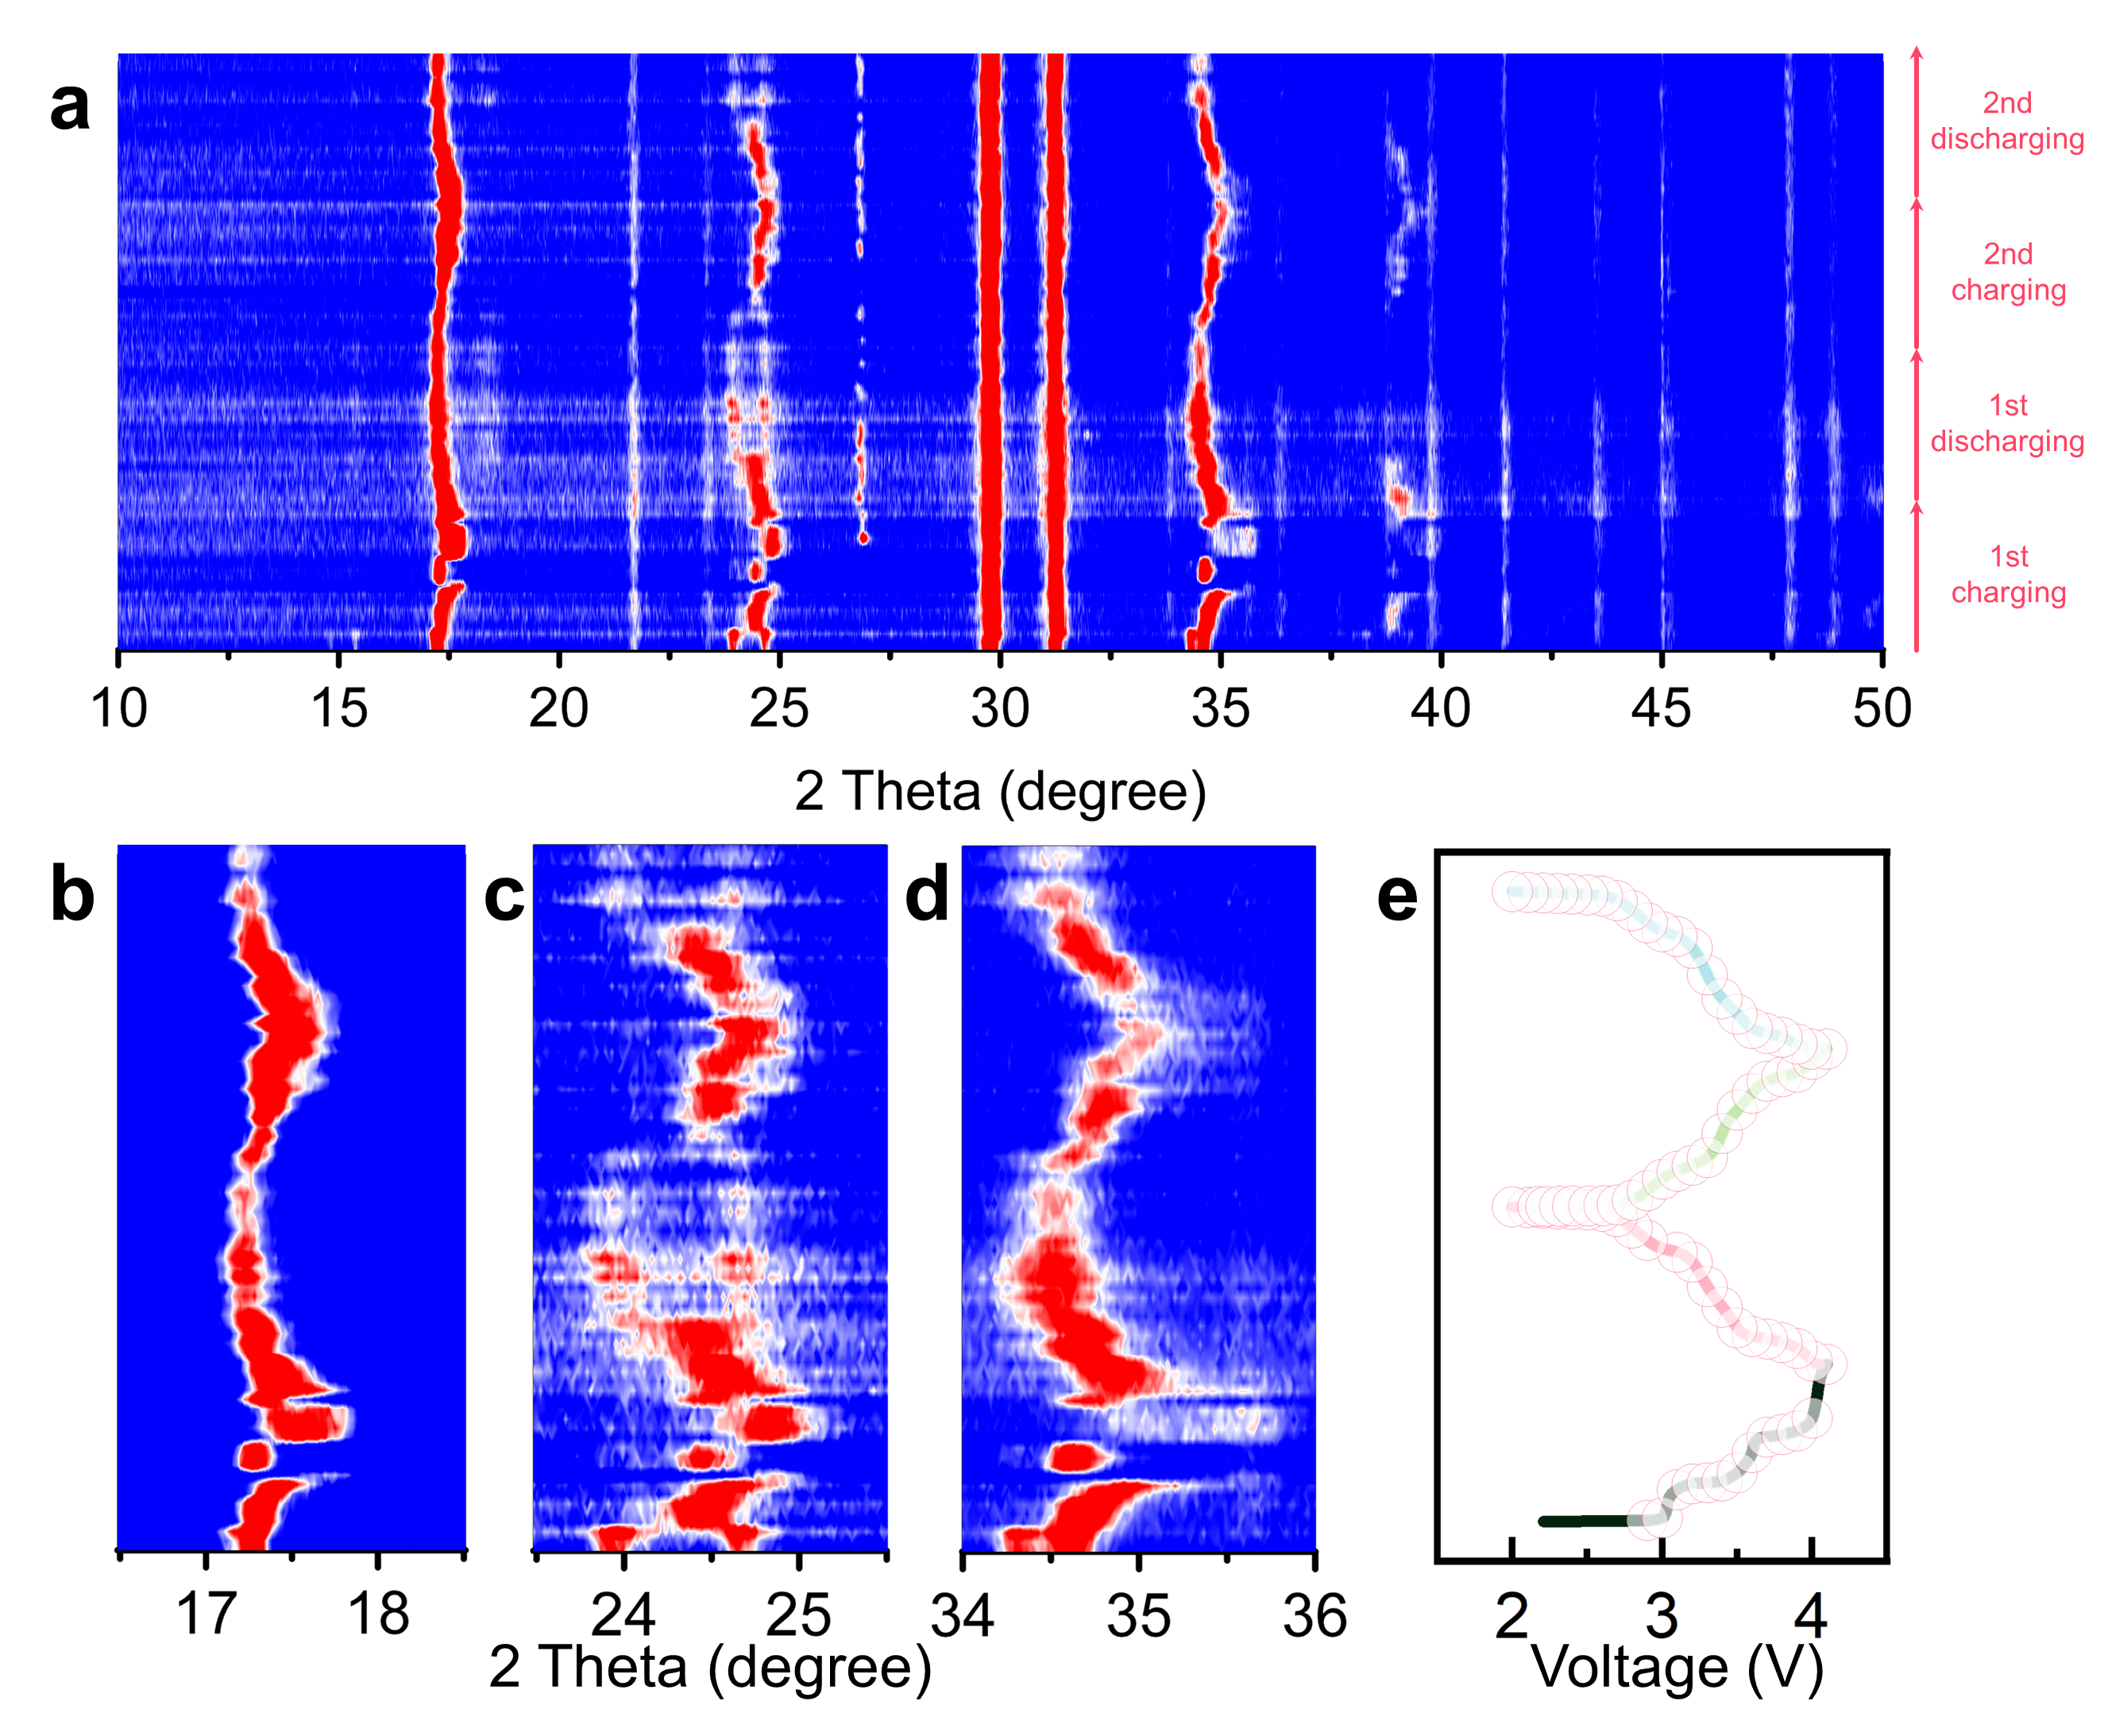 a
2nd
discharging
2nd
charging
1st
discharging
1st
charging
10 15 20 25 30 35 40 45 50
2 Theta (degree)
b c d e
17 18 24 25 34 35 36 2 3 4
2 Theta (degree) Voltage (V)